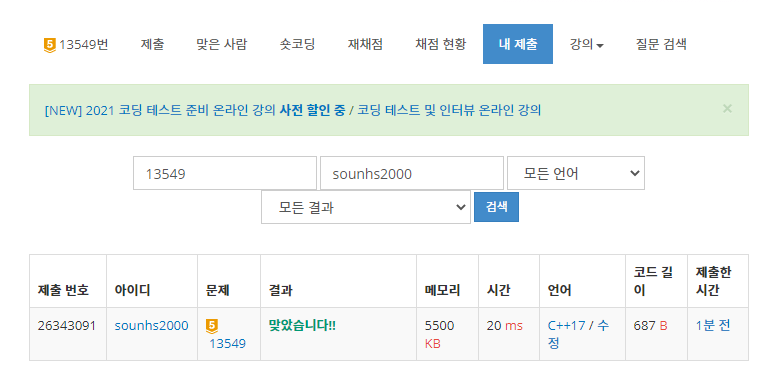 5 13549번 제출 맞은 사람 숏코딩 재채점 채점 현황 내 제출 강의 질문 검색
[NEW] 2021 코딩 테스트 준비 온라인 강의 사전 할인 중 / 코딩 테스트 및 인터뷰 온라인 강의 ×
13549 sounhs2000 모든 언어
모든 결과 검색
제출 번호 아이디 문제 결과 메모리 시간 언어 코드 길이 제출한 시간
26343091 sounhs2000 5 13549 맞았습니다!! 5500 KB 20 ms C++17 / 수정 687 B 1분 전